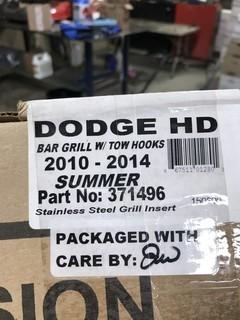 DODGE HD
BAR GRILL W/ TOW HOOKS
2010 - 2014
SUMMER
Part No: 371496
Stainless Steel Grill Insert
PACKAGED WITH
CARE BY:
SION